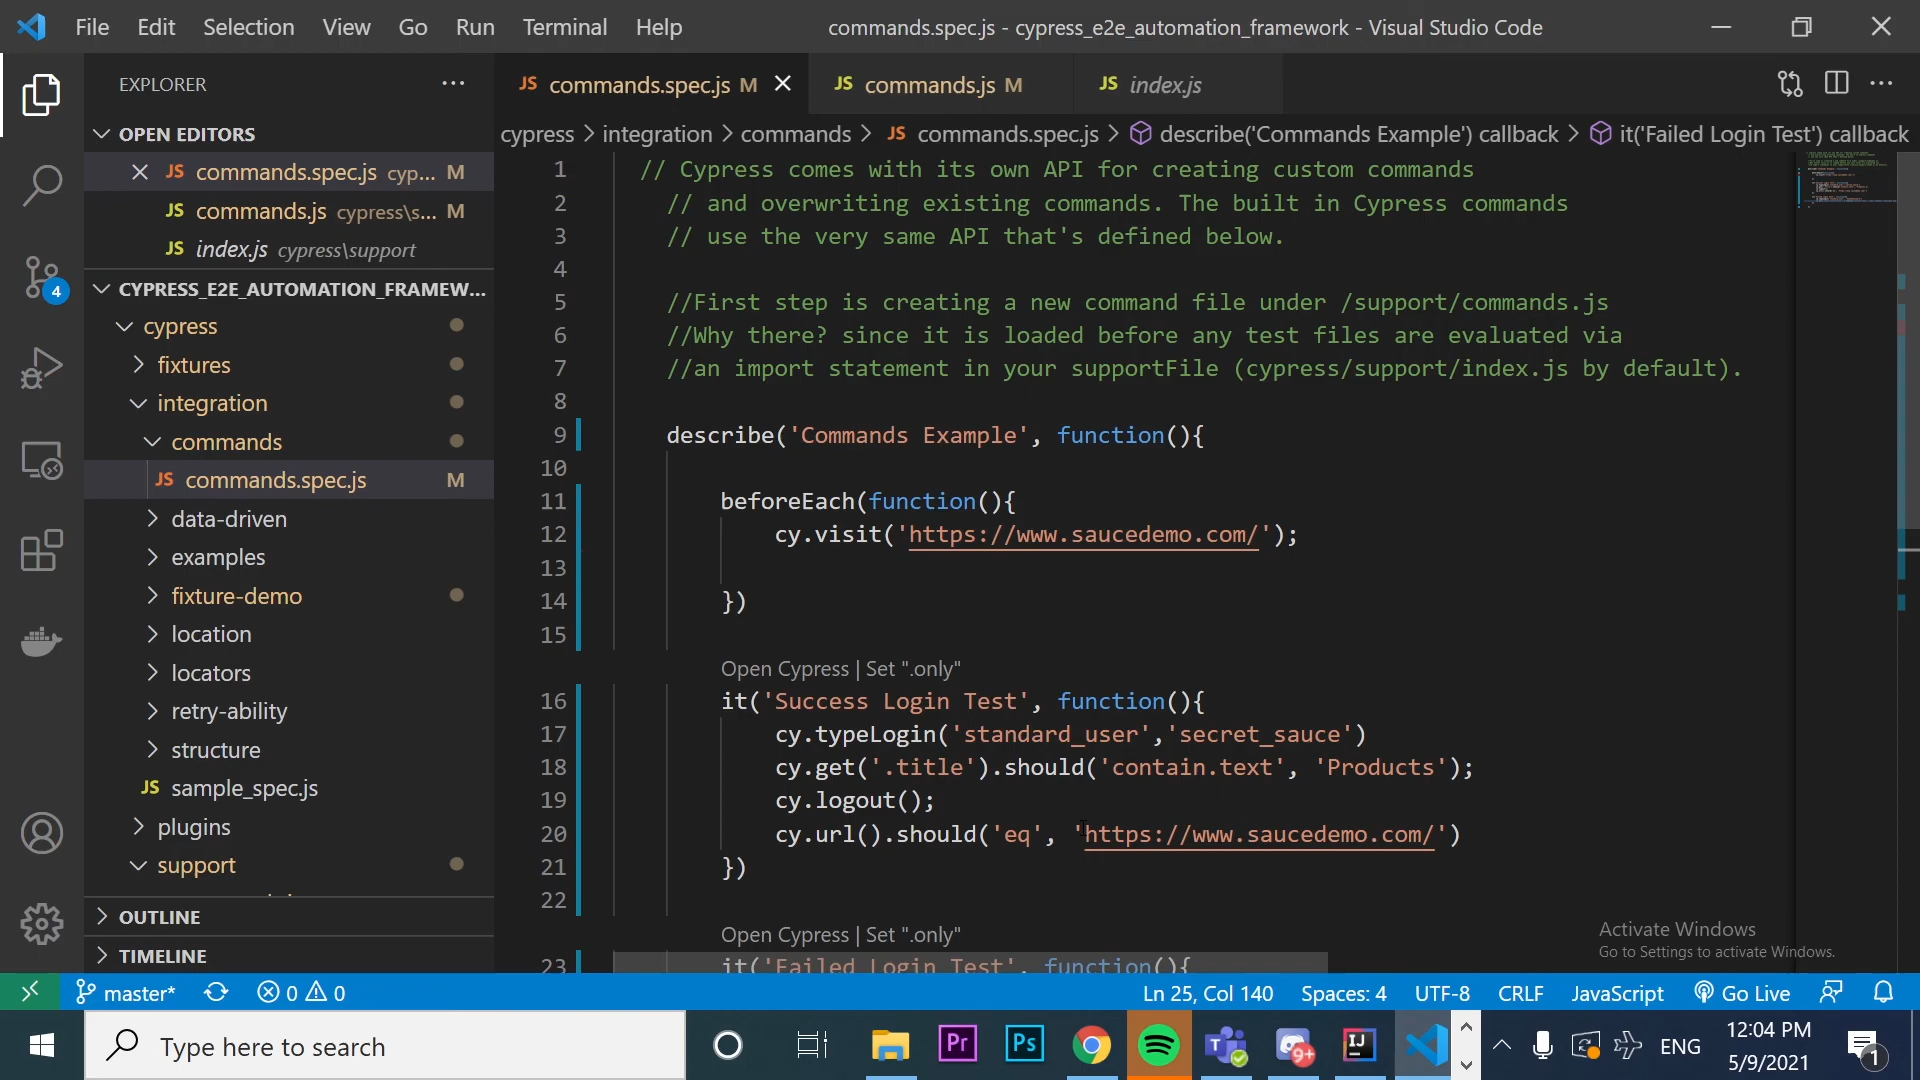 File Edit Selection View Go Run Terminal Help commands.spec.js - cypress_e2e_automation_framework - Visual Studio Code
EXPLORER
JS commands.spec.js M
JS commands.js M
JS index.js
OPEN EDITORS
JS commands.spec.js cyp... M
JS commands.js cypress\s... M
JS index.js cypress\support
CYPRESS_E2E_AUTOMATION_FRAMEW...
cypress
fixtures
integration
commands
JS commands.spec.js M
data-driven
examples
fixture-demo
location
locators
retry-ability
structure
JS sample_spec.js
plugins
support
OUTLINE
TIMELINE
4
cypress > integration > commands > JS commands.spec.js > describe('Commands Example') callback > it('Failed Login Test') callback
1 // Cypress comes with its own API for creating custom commands
2 // and overwriting existing commands. The built in Cypress commands
3 // use the very same API that's defined below.
4
5 //First step is creating a new command file under /support/commands.js
6 //Why there? since it is loaded before any test files are evaluated via
7 //an import statement in your supportFile (cypress/support/index.js by default).
8
9 describe('Commands Example', function(){
10
11 beforeEach(function(){
12 cy.visit('https://www.saucedemo.com/');
13
14 })
15
Open Cypress | Set ".only"
16 it('Success Login Test', function(){
17 cy.typeLogin('standard_user','secret_sauce')
18 cy.get('.title').should('contain.text', 'Products');
19 cy.logout();
20 cy.url().should('eq', 'https://www.saucedemo.com/')
21 })
22
Open Cypress | Set ".only"
23 it('Failed Login Test', function(){
Activate Windows
Go to Settings to activate Windows.
master* 0 0 Ln 25, Col 140 Spaces: 4 UTF-8 CRLF JavaScript Go Live
Type here to search
Pr Ps T 9+ IJ
ENG
12:04 PM
5/9/2021
1